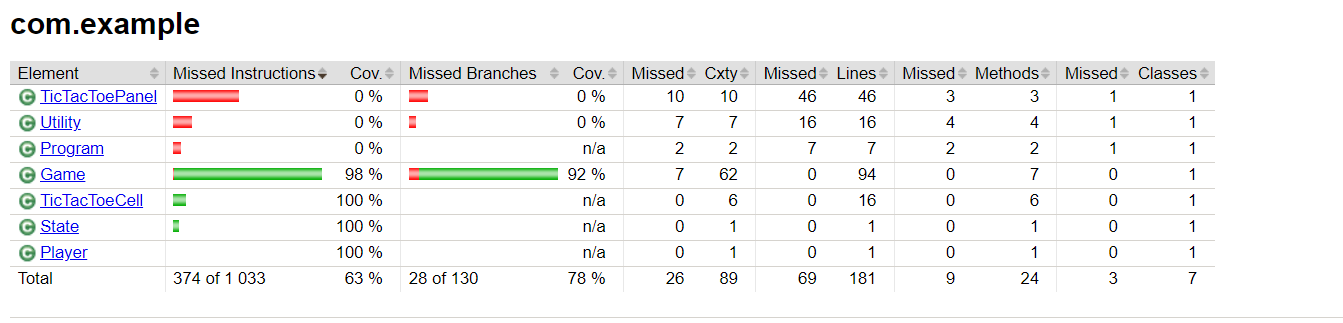 com.example
Element Missed Instructions Cov. Missed Branches Cov. Missed Cxty Missed Lines Missed Methods Missed Classes
C TicTacToePanel 0 % 0 % 10 10 46 46 3 3 1 1
C Utility 0 % 0 % 7 7 16 16 4 4 1 1
C Program 0 % n/a 2 2 7 7 2 2 1 1
C Game 98 % 92 % 7 62 0 94 0 7 0 1
C TicTacToeCell 100 % n/a 0 6 0 16 0 6 0 1
C State 100 % n/a 0 1 0 1 0 1 0 1
C Player 100 % n/a 0 1 0 1 0 1 0 1
Total 374 of 1 033 63 % 28 of 130 78 % 26 89 69 181 9 24 3 7